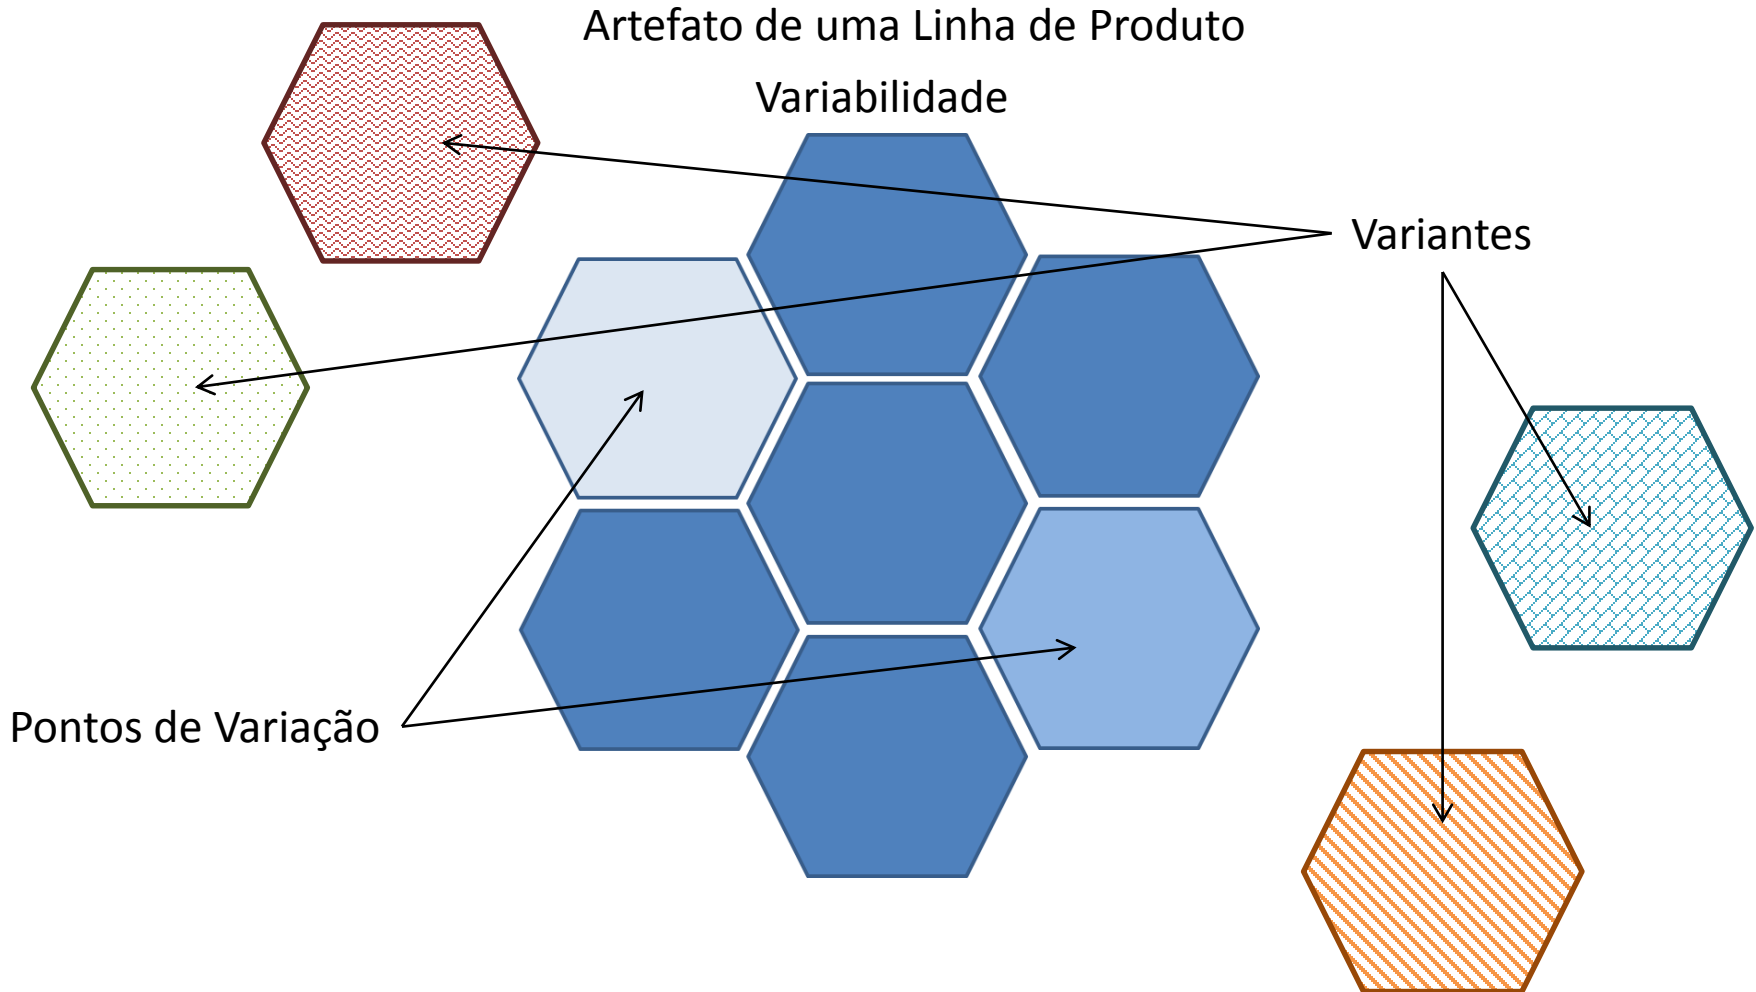 Artefato de uma Linha de Produto
Variabilidade
Variantes
Pontos de Variação